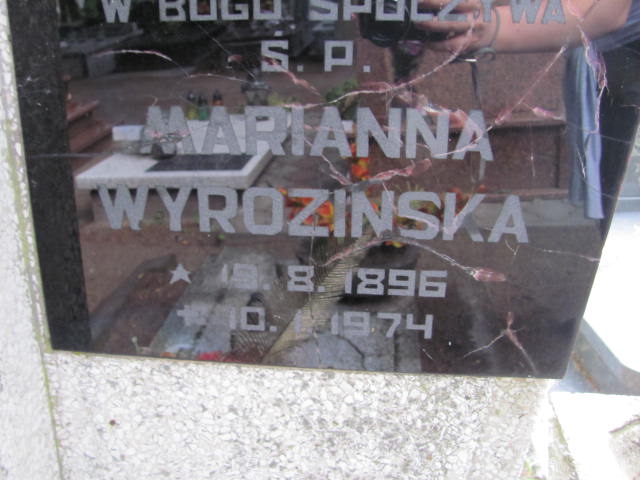 W BOGU SPOCZYWA
Ś. P.
MARIANNA
WYROZIŃSKA
* 19. 8. 1896
† 10. 1. 1974